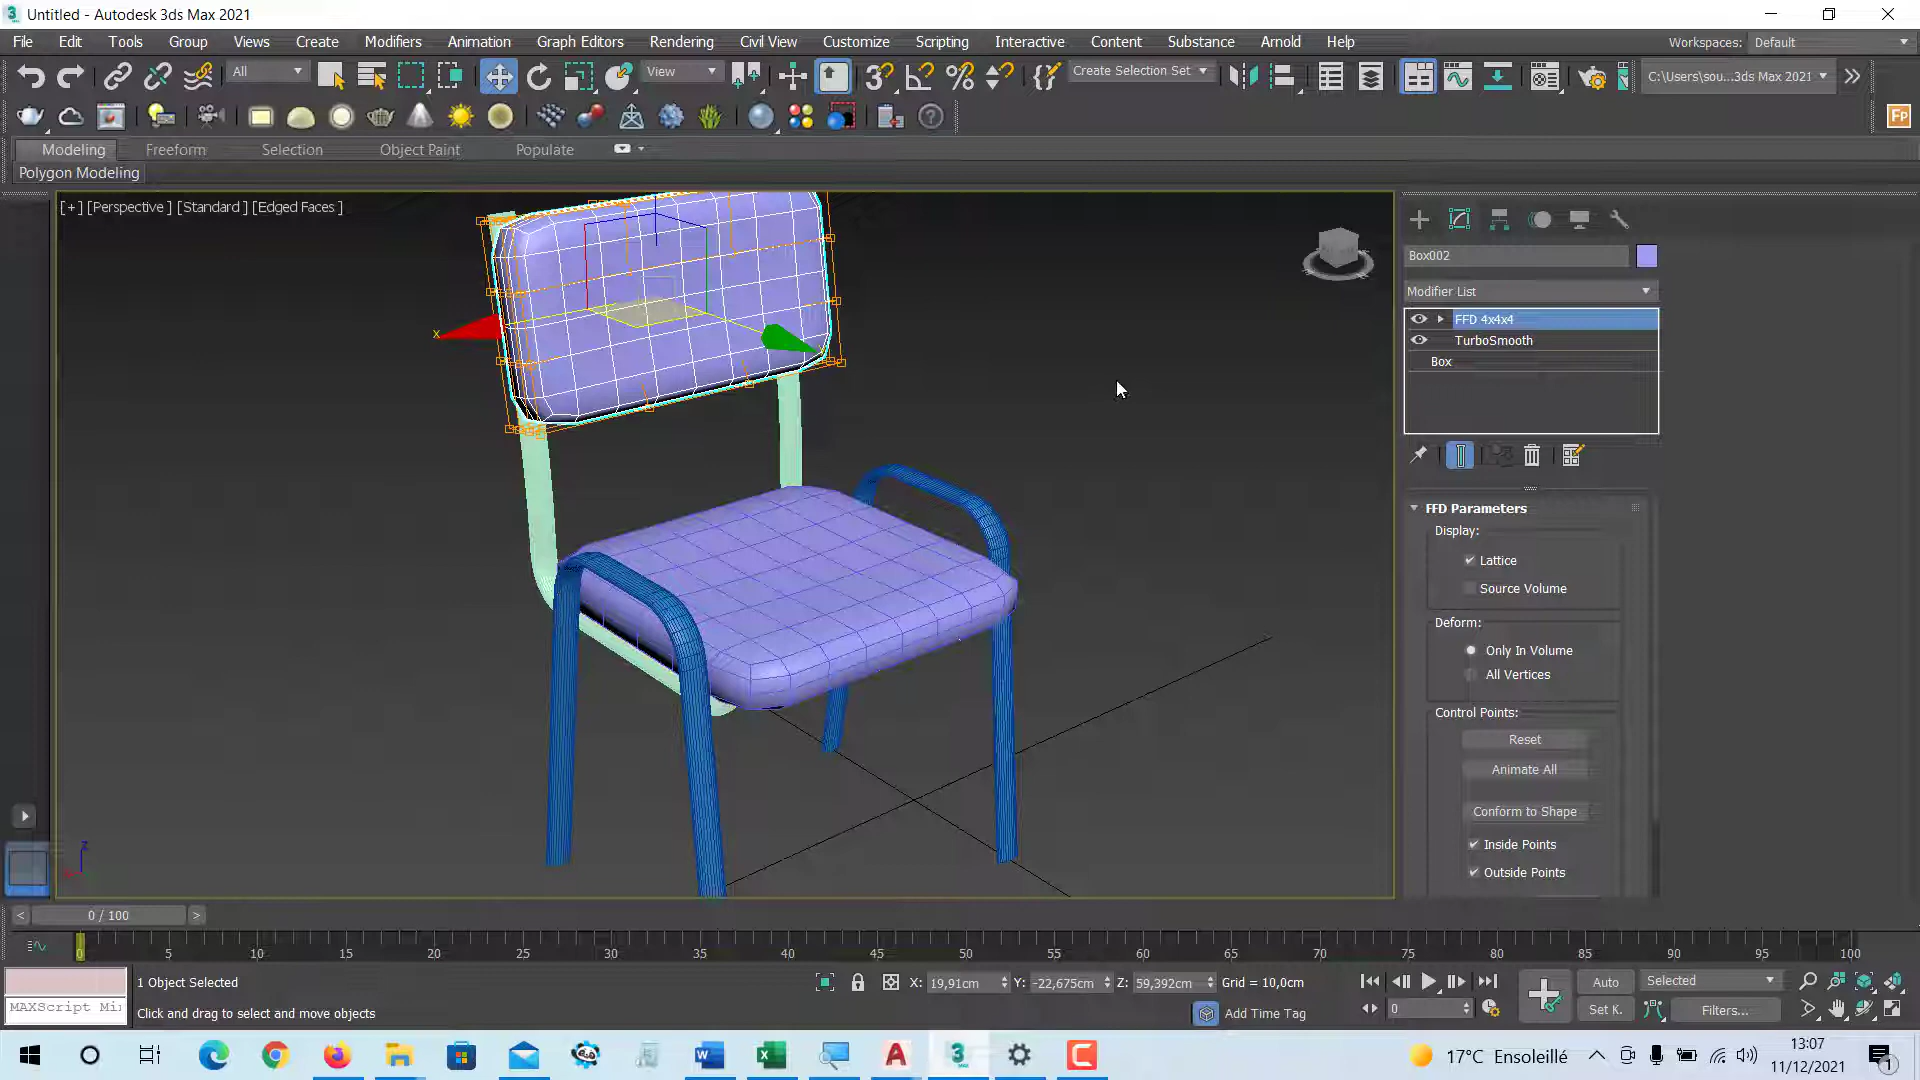 Untitled - Autodesk 3ds Max 2021
File Edit Tools Group Views Create Modifiers Animation Graph Editors Rendering Civil View Customize Scripting Interactive Content Substance Arnold Help Workspaces: Default
All View Create Selection Set C:\Users\sou...3ds Max 2021
Fp
Modeling Freeform Selection Object Paint Populate
Polygon Modeling
[+] [Perspective ] [Standard ] [Edged Faces ]
Box002
Modifier List
FFD 4x4x4
TurboSmooth
Box
x
FFD Parameters
Display:
Lattice
Source Volume
Deform:
Only In Volume
All Vertices
Control Points:
Reset
Animate All
Conform to Shape
Inside Points
Outside Points
z
< 0 / 100 >
0 5 10 15 20 25 30 35 40 45 50 55 60 65 70 75 80 85 90 95 100
1 Object Selected X: 19,91cm Y: -22,675cm Z: 59,392cm Grid = 10,0cm Auto Selected
MAXScript Mi
Click and drag to select and move objects Add Time Tag 0 Set K. Filters...
17°C Ensoleillé 13:07
11/12/2021 1